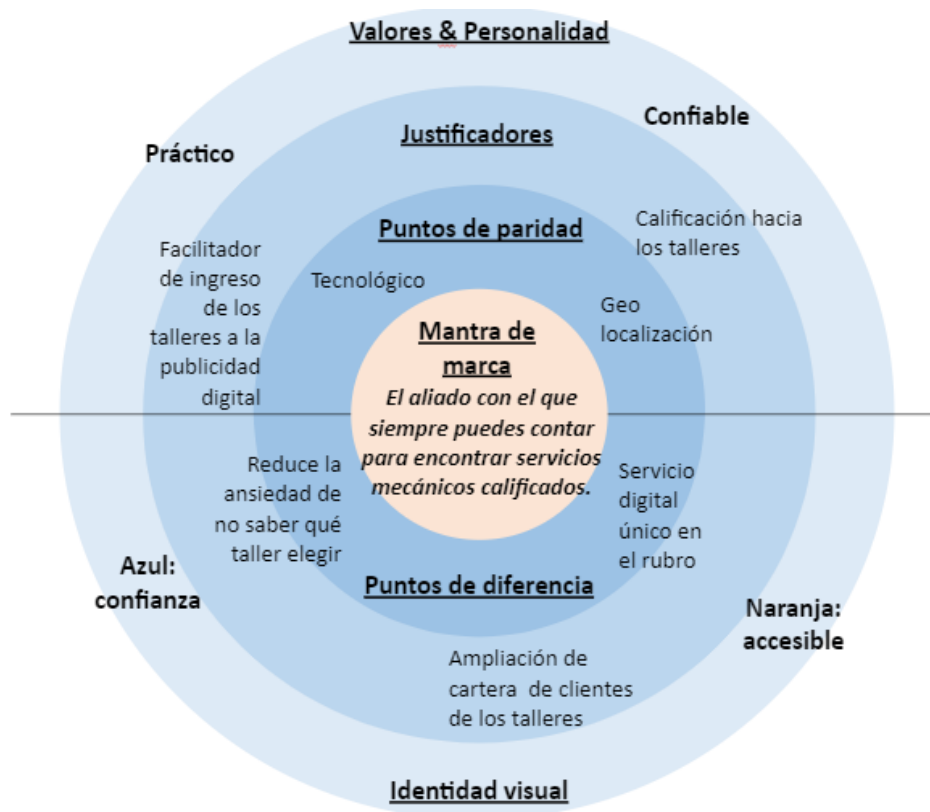 Valores & Personalidad
Confiable
Justificadores
Práctico
Calificación hacia
los talleres
Puntos de paridad
Facilitador
de ingreso
de los
talleres a la
publicidad
digital
Tecnológico
Geo
localización
Mantra de
marca
El aliado con el que
siempre puedes contar
para encontrar servicios
mecánicos calificados.
Reduce la
ansiedad de
no saber qué
taller elegir
Servicio
digital
único en
el rubro
Azul:
confianza
Puntos de diferencia
Naranja:
accesible
Ampliación de
cartera  de clientes
de los talleres
Identidad visual